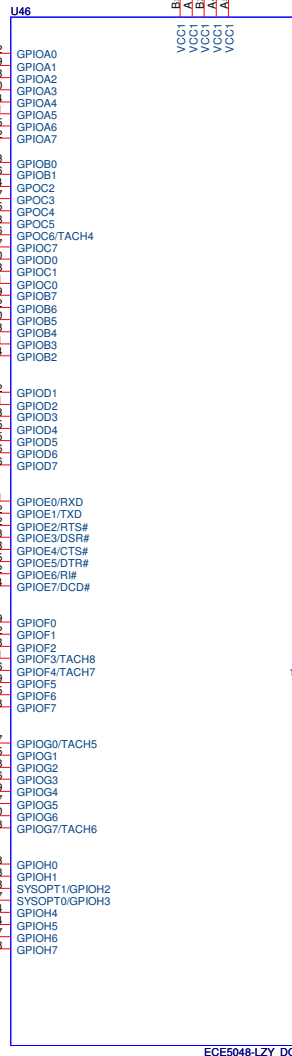 U46
VCC1
VCC1
VCC1
VCC1
VCC1
GPIOA0
GPIOA1
GPIOA2
GPIOA3
GPIOA4
GPIOA5
GPIOA6
GPIOA7
GPIOB0
GPIOB1
GPOC2
GPOC3
GPOC4
GPOC5
GPOC6/TACH4
GPIOC7
GPIOD0
GPIOC1
GPIOC0
GPIOB7
GPIOB6
GPIOB5
GPIOB4
GPIOB3
GPIOB2
GPIOD1
GPIOD2
GPIOD3
GPIOD4
GPIOD5
GPIOD6
GPIOD7
GPIOE0/RXD
GPIOE1/TXD
GPIOE2/RTS#
GPIOE3/DSR#
GPIOE4/CTS#
GPIOE5/DTR#
GPIOE6/RI#
GPIOE7/DCD#
GPIOF0
GPIOF1
GPIOF2
GPIOF3/TACH8
GPIOF4/TACH7
GPIOF5
GPIOF6
GPIOF7
GPIOG0/TACH5
GPIOG1
GPIOG2
GPIOG3
GPIOG4
GPIOG5
GPIOG6
GPIOG7/TACH6
GPIOH0
GPIOH1
SYSOPT1/GPIOH2
SYSOPT0/GPIOH3
GPIOH4
GPIOH5
GPIOH6
GPIOH7
ECE5048-LZY